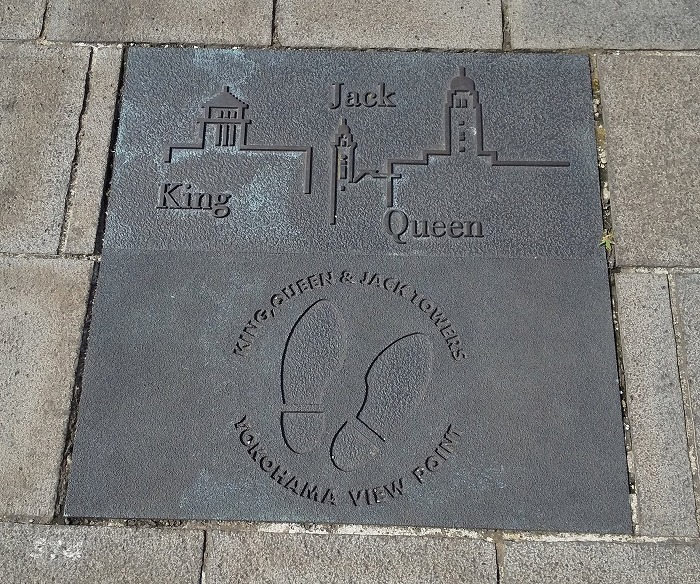 Jack
King
Queen
KING, QUEEN & JACK TOWERS
YOKOHAMA VIEW POINT